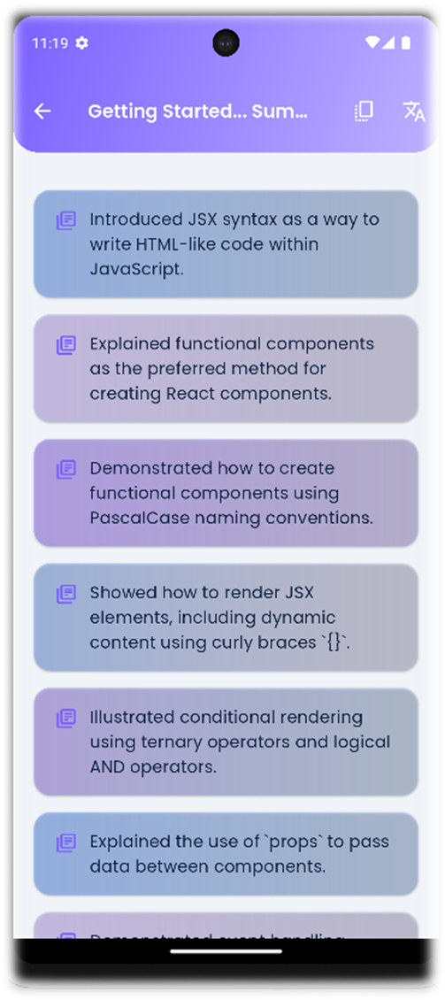 11:19
Getting Started... Sum...
Introduced JSX syntax as a way to
write HTML-like code within
JavaScript.
Explained functional components
as the preferred method for
creating React components.
Demonstrated how to create
functional components using
PascalCase naming conventions.
Showed how to render JSX
elements, including dynamic
content using curly braces `{}`.
Illustrated conditional rendering
using ternary operators and logical
AND operators.
Explained the use of `props` to pass
data between components.
Demonstrated event handling